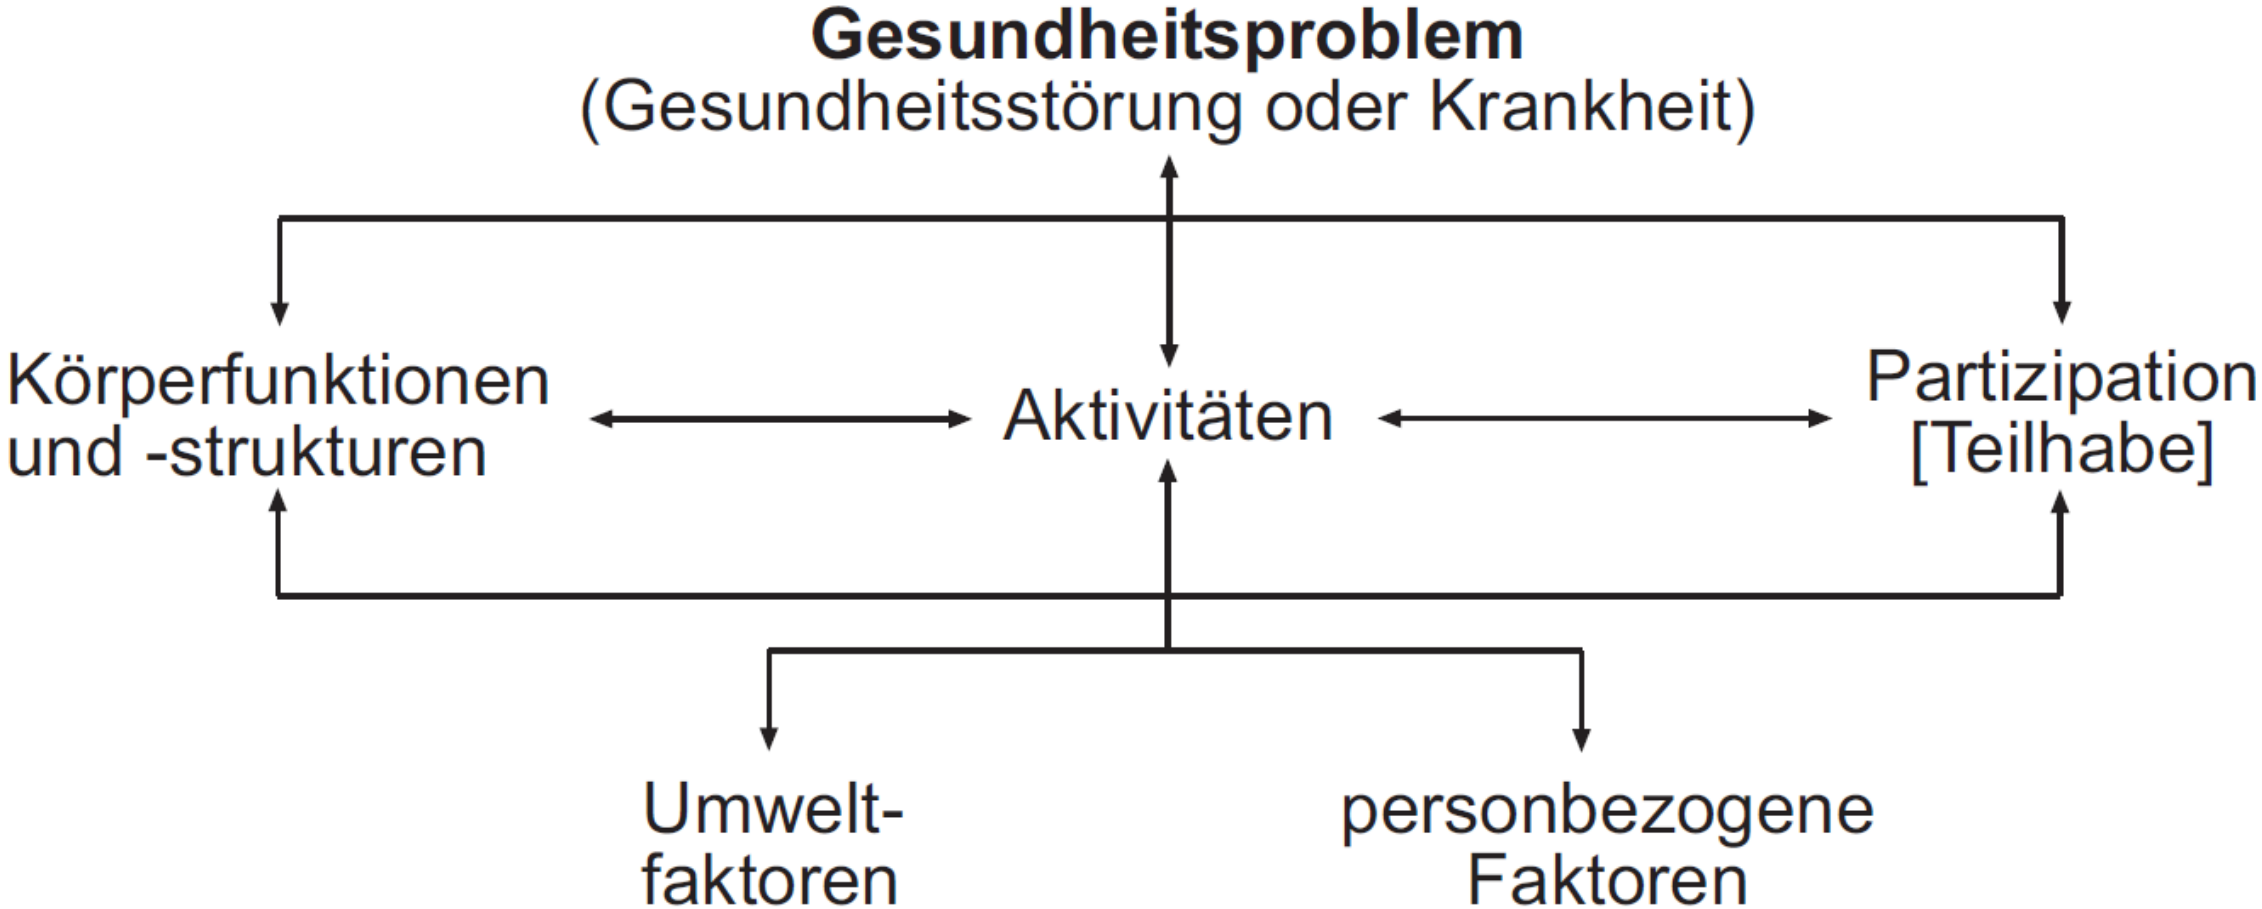 Gesundheitsproblem
(Gesundheitsstörung oder Krankheit)
Körperfunktionen
und -strukturen
Aktivitäten
Partizipation
[Teilhabe]
Umwelt-
faktoren
personbezogene
Faktoren